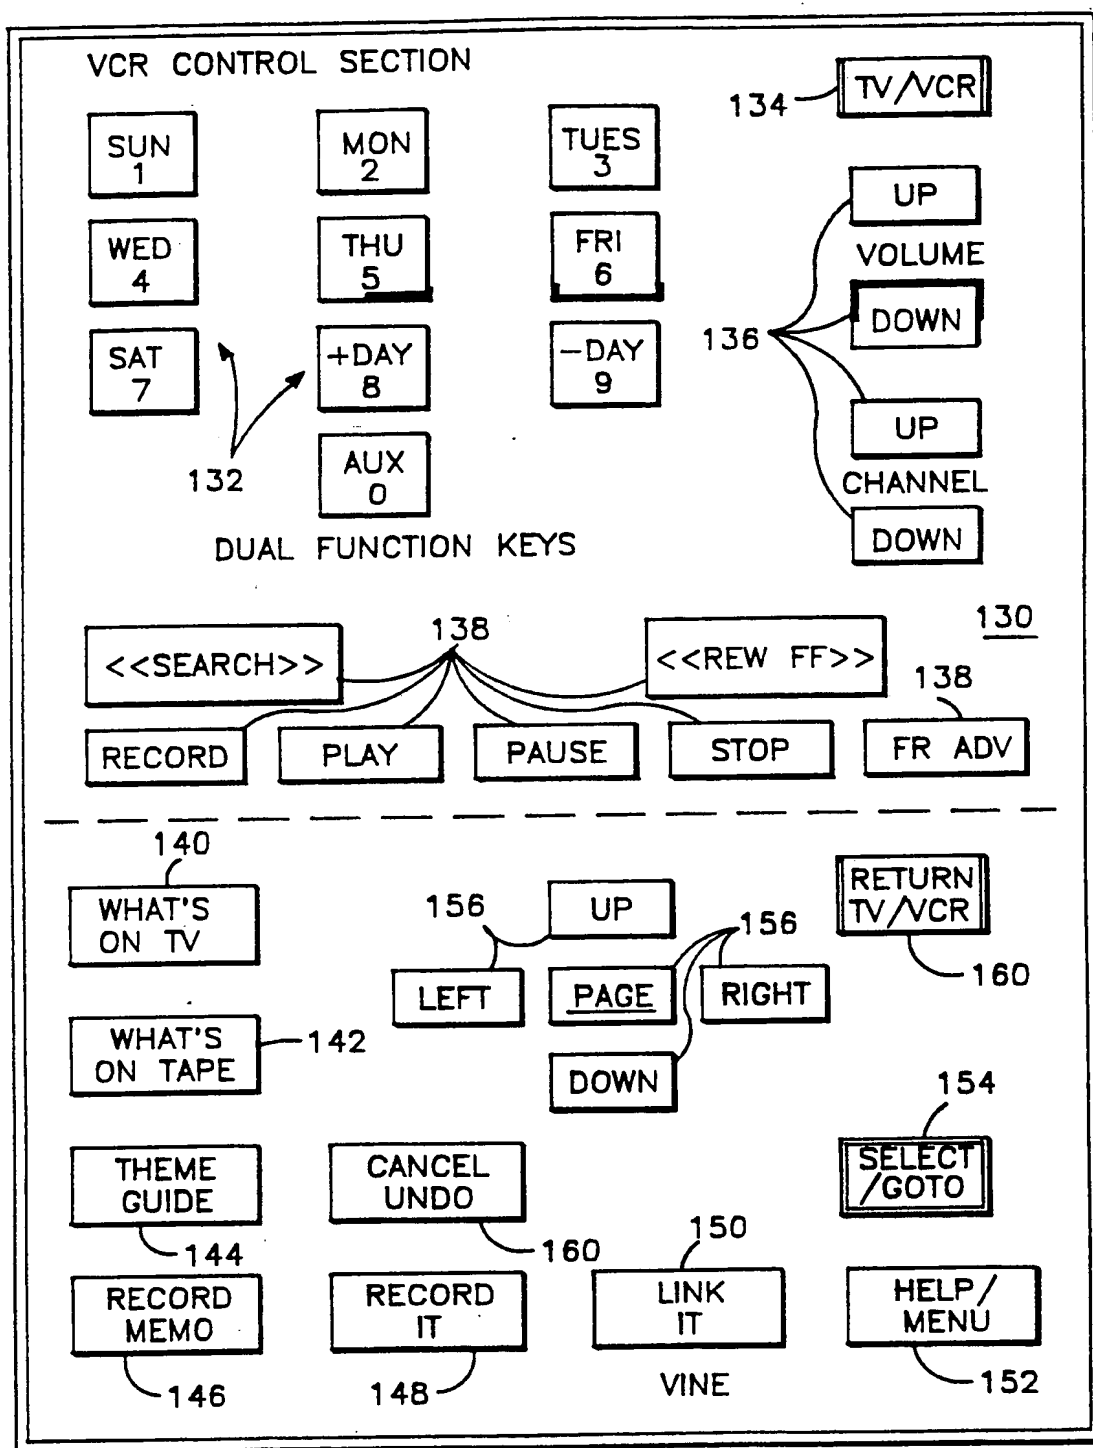 VCR CONTROL SECTION
134
TV/VCR
SUN
1
MON
2
TUES
3
UP
VOLUME
DOWN
WED
4
THU
5
FRI
6
136
SAT
7
+DAY
8
-DAY
9
UP
CHANNEL
DOWN
132
AUX
0
DUAL FUNCTION KEYS
130
<<SEARCH>>
138
<<REW FF>>
138
RECORD
PLAY
PAUSE
STOP
FR ADV
140
WHAT'S
ON TV
156
UP
156
RETURN
TV/VCR
160
LEFT
PAGE
RIGHT
WHAT'S
ON TAPE
142
DOWN
154
THEME
GUIDE
144
CANCEL
UNDO
160
SELECT
/GOTO
150
RECORD
MEMO
146
RECORD
IT
148
LINK
IT
VINE
HELP/
MENU
152